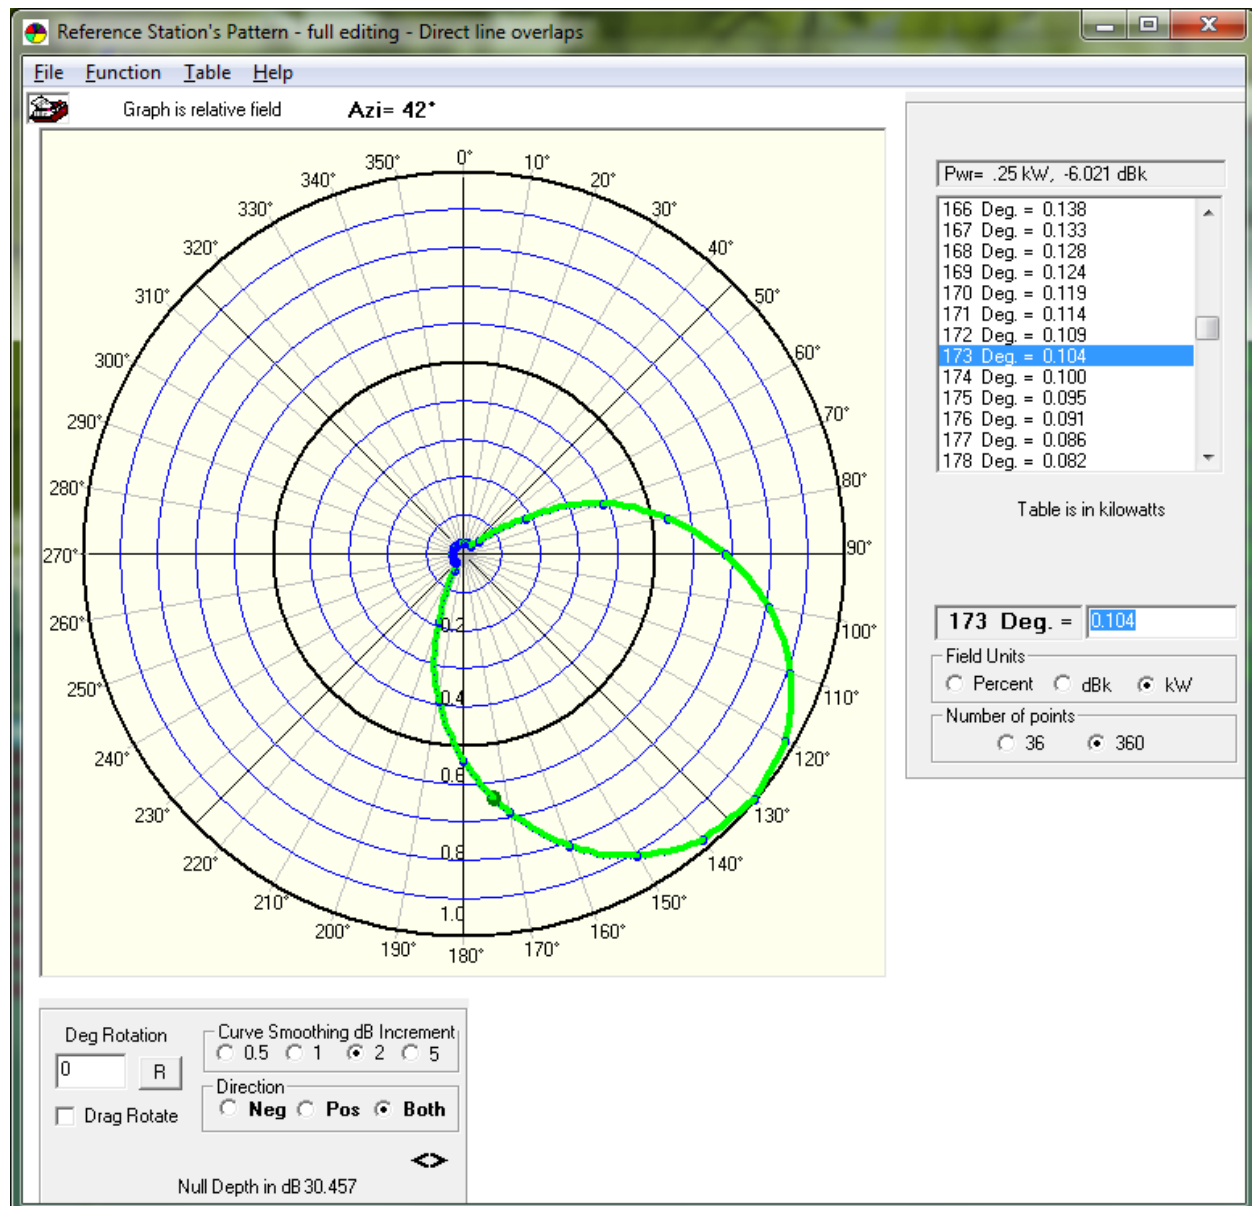 Reference Station's Pattern - full editing - Direct line overlaps
File Function Table Help
Graph is relative field Azi= 42°
0°
10°
20°
30°
40°
50°
60°
70°
80°
90°
100°
110°
120°
130°
140°
150°
160°
170°
180°
190°
200°
210°
220°
230°
240°
250°
260°
270°
280°
290°
300°
310°
320°
330°
340°
350°
0.2
0.4
0.6
0.8
1.0
Pwr= .25 kW, -6.021 dBk
166 Deg. = 0.138
167 Deg. = 0.133
168 Deg. = 0.128
169 Deg. = 0.124
170 Deg. = 0.119
171 Deg. = 0.114
172 Deg. = 0.109
173 Deg. = 0.104
174 Deg. = 0.100
175 Deg. = 0.095
176 Deg. = 0.091
177 Deg. = 0.086
178 Deg. = 0.082
Table is in kilowatts
173 Deg. = 0.104
Field Units
Percent dBk kW
Number of points
36 360
Deg Rotation
0 R
Drag Rotate
Curve Smoothing dB Increment
0.5 1 2 5
Direction
Neg Pos Both
<>
Null Depth in dB 30.457